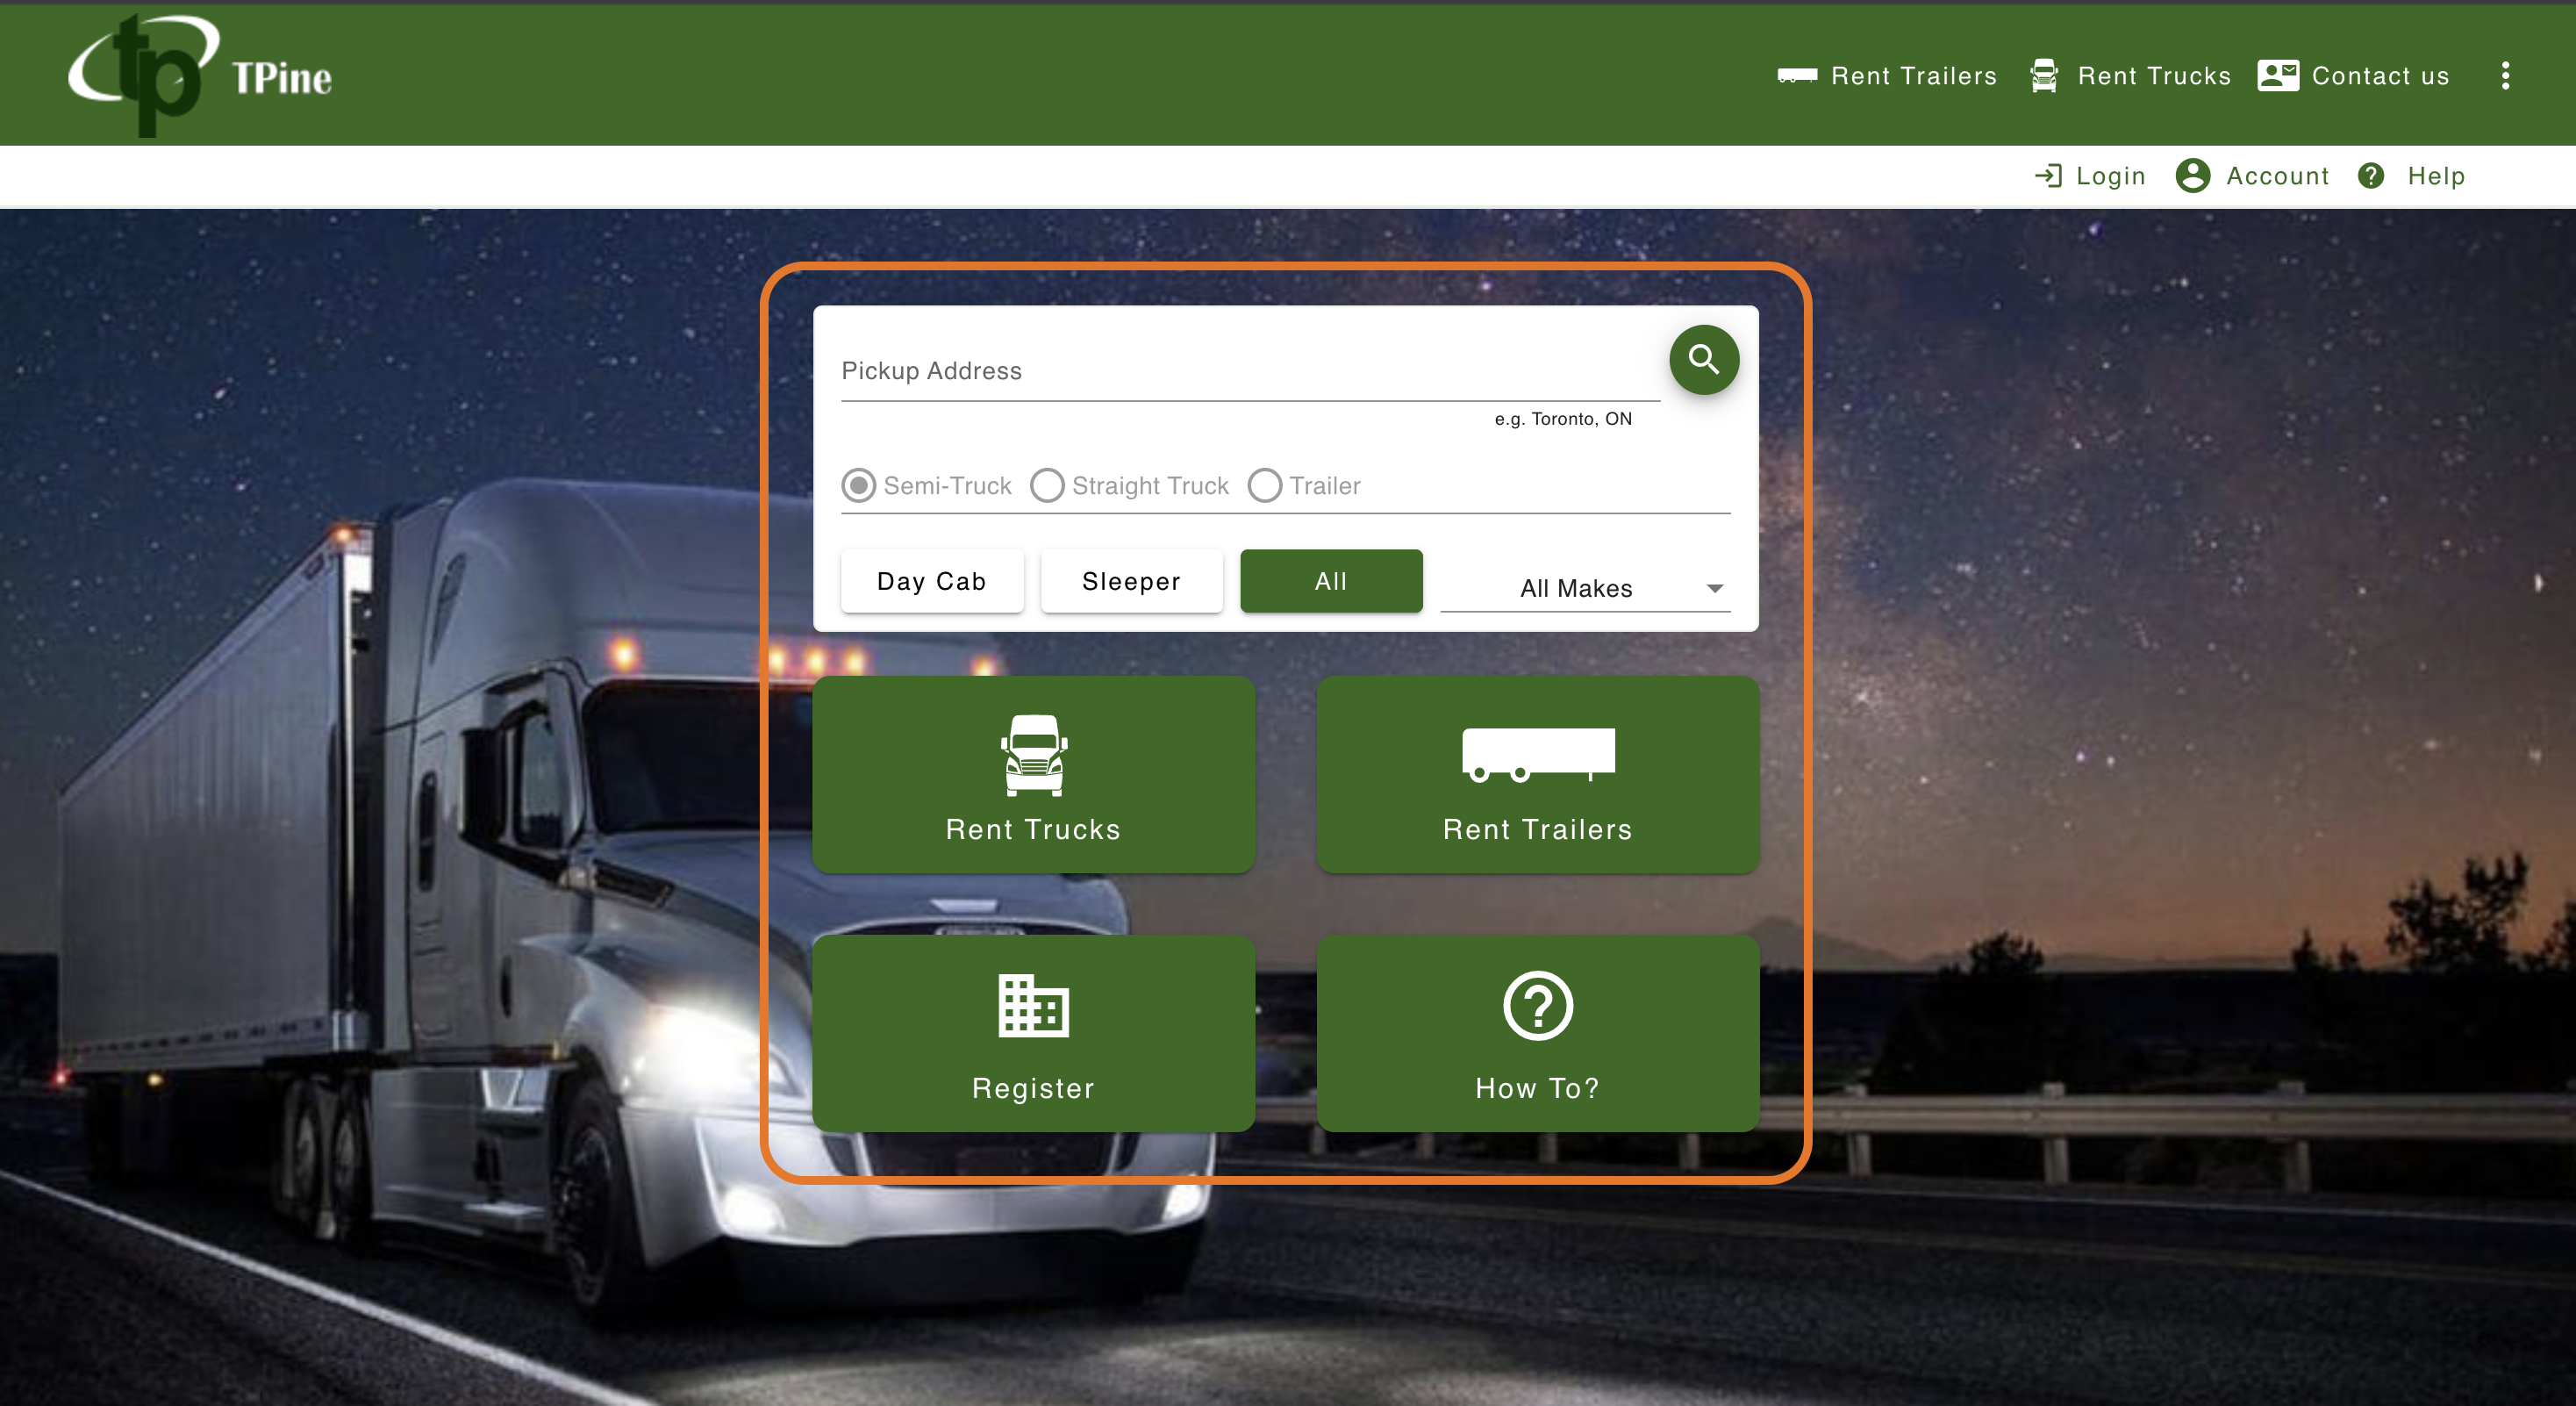 tp TPine
Rent Trailers Rent Trucks Contact us
Login Account Help
Pickup Address
e.g. Toronto, ON
Semi-Truck Straight Truck Trailer
Day Cab Sleeper All All Makes
Rent Trucks Rent Trailers
Register How To?